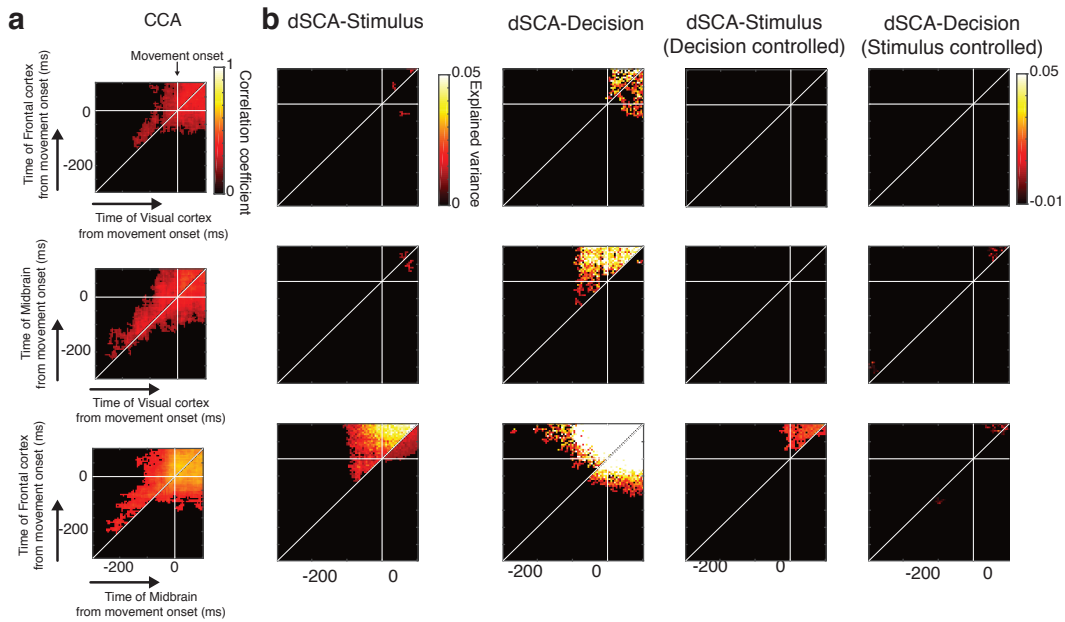 a
CCA
b
dSCA-Stimulus
dSCA-Decision
dSCA-Stimulus
(Decision controlled)
dSCA-Decision
(Stimulus controlled)
Movement onset
1
0
Correlation coefficient
Time of Frontal cortex
from movement onset (ms)
0
-200
Time of Visual cortex
from movement onset (ms)
0.05
0
Explained variance
0.05
-0.01
Time of Midbrain
from movement onset (ms)
0
-200
Time of Visual cortex
from movement onset (ms)
Time of Frontal cortex
from movement onset (ms)
0
-200
-200
0
Time of Midbrain
from movement onset (ms)
-200
0
-200
0
-200
0
-200
0